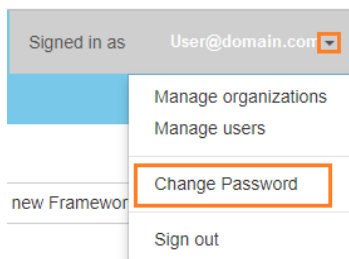 Signed in as User@domain.com
Manage organizations
Manage users
Change Password
new Framewor
Sign out